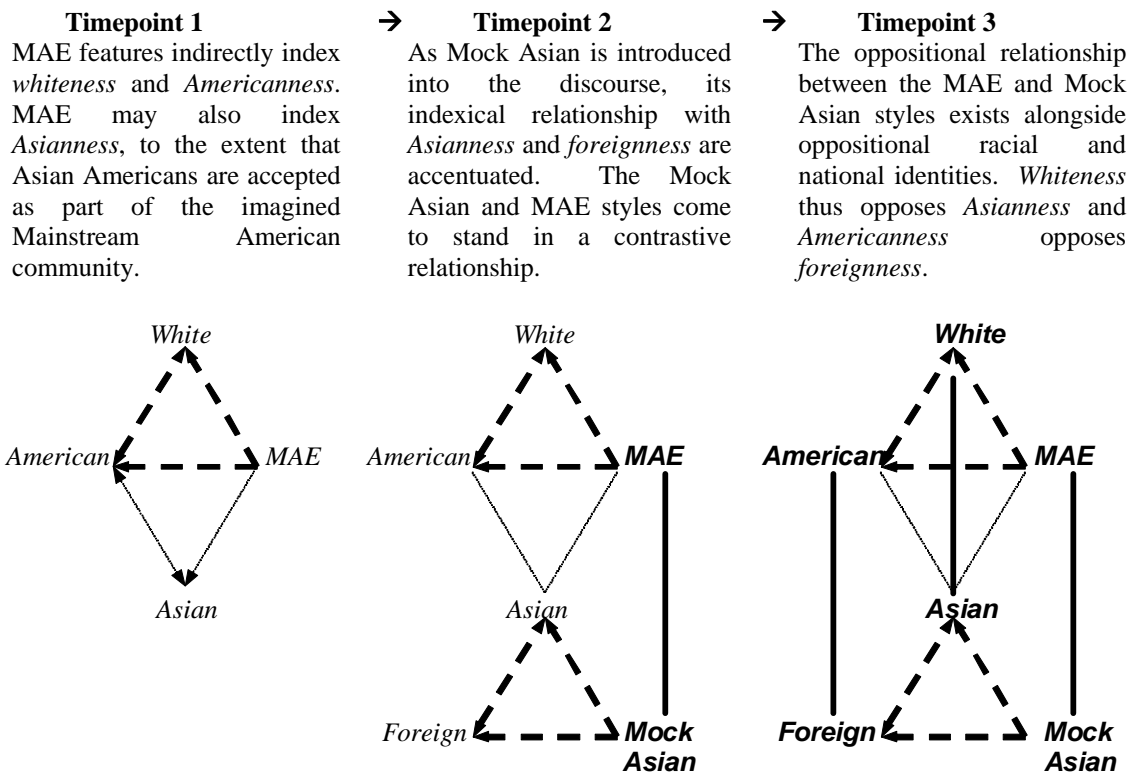 Timepoint 1
MAE features indirectly index
whiteness and Americanness.
MAE may also index
Asianness, to the extent that
Asian Americans are accepted
as part of the imagined
Mainstream American
community.
→ Timepoint 2
As Mock Asian is introduced
into the discourse, its
indexical relationship with
Asianness and foreignness are
accentuated. The Mock
Asian and MAE styles come
to stand in a contrastive
relationship.
→ Timepoint 3
The oppositional relationship
between the MAE and Mock
Asian styles exists alongside
oppositional racial and
national identities. Whiteness
thus opposes Asianness and
Americanness opposes
foreignness.
White
American
MAE
Asian
White
American
MAE
Asian
Foreign
Mock
Asian
White
American
MAE
Asian
Foreign
Mock
Asian